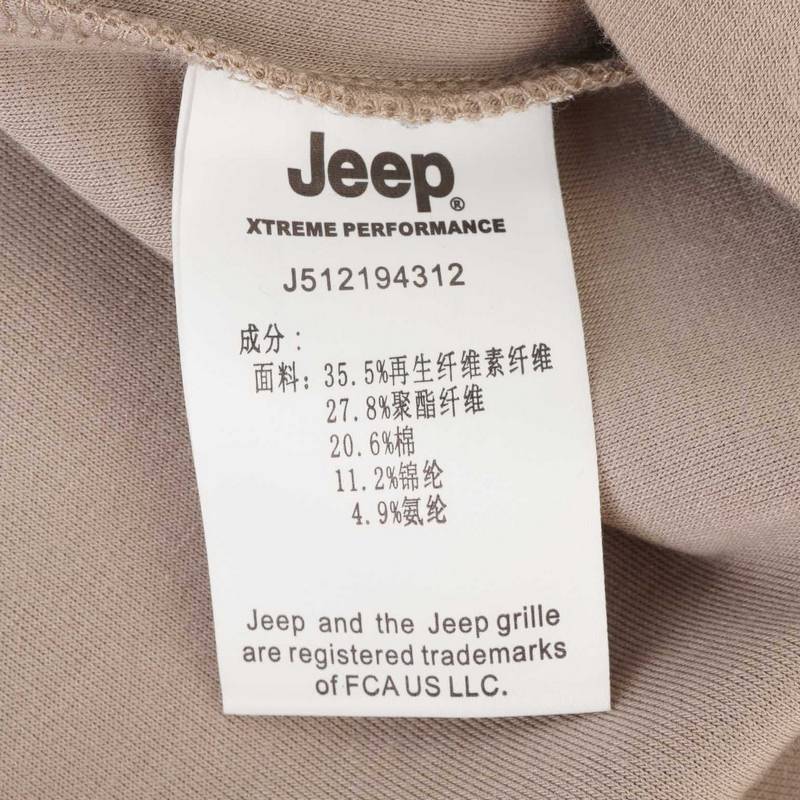 Jeep®
XTREME PERFORMANCE
J512194312
成分：
面料：35.5%再生纤维素纤维
27.8%聚酯纤维
20.6%棉
11.2%锦纶
4.9%氨纶
Jeep and the Jeep grille
are registered trademarks
of FCA US LLC.